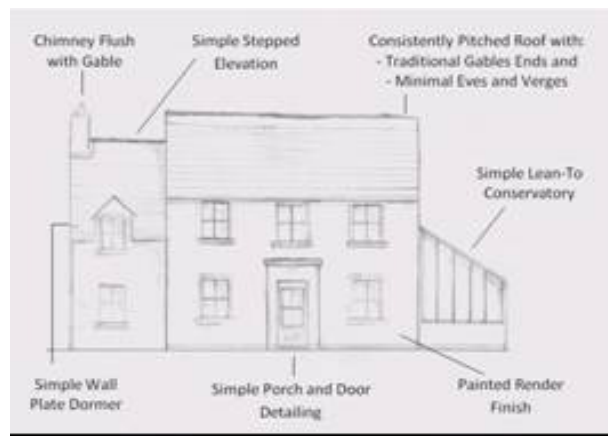 Chimney Flush
with Gable
Simple Stepped
Elevation
Consistently Pitched Roof with:
- Traditional Gables Ends and
- Minimal Eves and Verges
Simple Lean-To
Conservatory
Simple Wall
Plate Dormer
Simple Porch and Door
Detailing
Painted Render
Finish